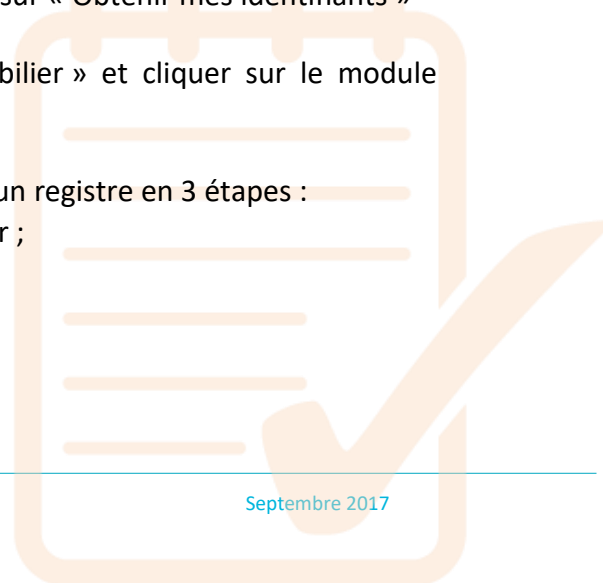 sur « Obtenir mes identifiants »
bilier » et cliquer sur le module
un registre en 3 étapes :
r ;
Septembre 2017